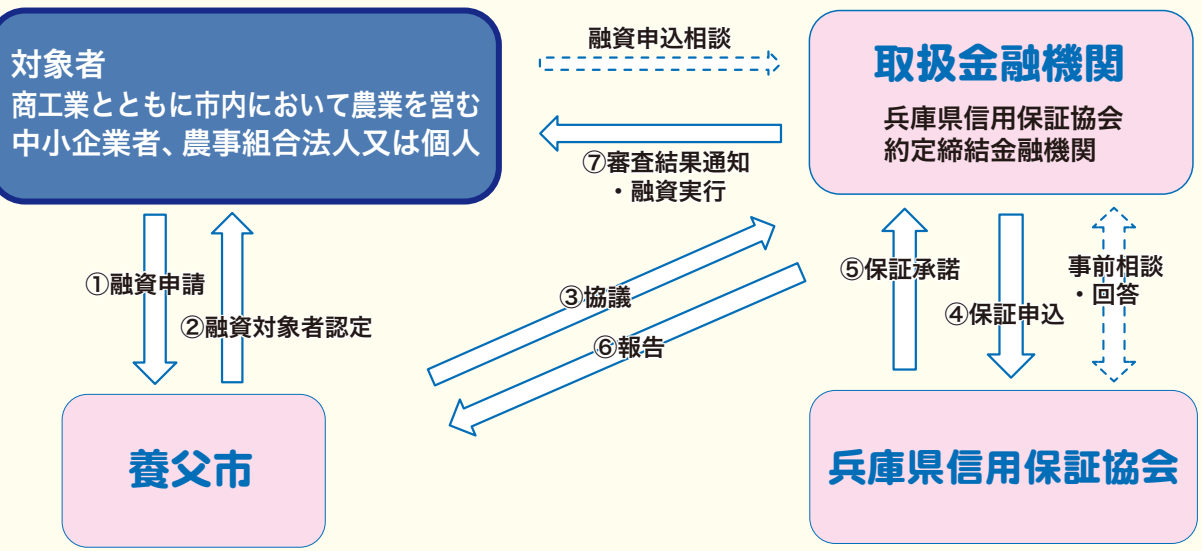 対象者
商工業とともに市内において農業を営む
中小企業者、農事組合法人又は個人
融資申込相談
取扱金融機関
兵庫県信用保証協会
約定締結金融機関
⑦審査結果通知
・融資実行
①融資申請
②融資対象者認定
③協議
⑥報告
⑤保証承諾
④保証申込
事前相談
・回答
養父市
兵庫県信用保証協会